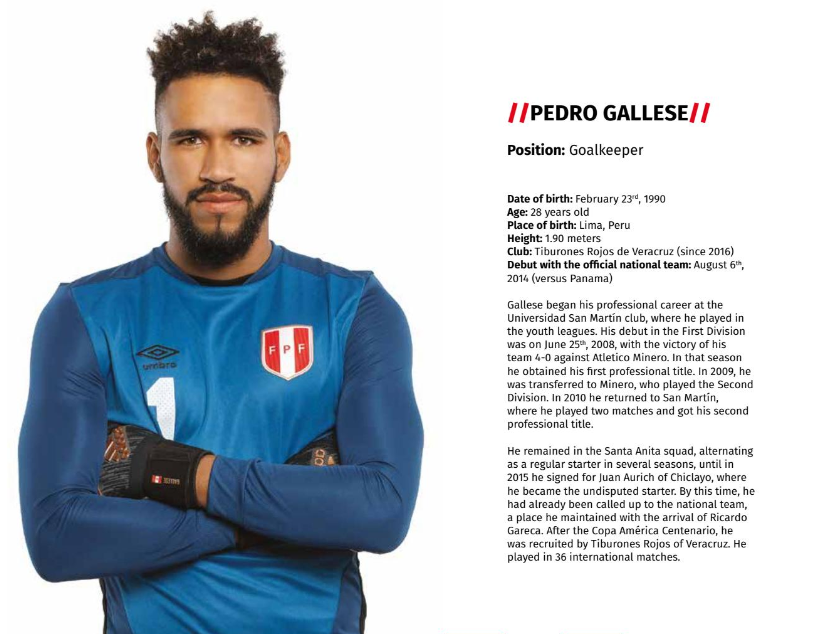 //PEDRO GALLESE//
Position: Goalkeeper
Date of birth: February 23rd, 1990
Age: 28 years old
Place of birth: Lima, Peru
Height: 1.90 meters
Club: Tiburones Rojos de Veracruz (since 2016)
Debut with the official national team: August 6th,
2014 (versus Panama)
Gallese began his professional career at the
Universidad San Martín club, where he played in
the youth leagues. His debut in the First Division
was on June 25th, 2008, with the victory of his
team 4-0 against Atletico Minero. In that season
he obtained his first professional title. In 2009, he
was transferred to Minero, who played the Second
Division. In 2010 he returned to San Martín,
where he played two matches and got his second
professional title.
He remained in the Santa Anita squad, alternating
as a regular starter in several seasons, until in
2015 he signed for Juan Aurich of Chiclayo, where
he became the undisputed starter. By this time, he
had already been called up to the national team,
a place he maintained with the arrival of Ricardo
Gareca. After the Copa América Centenario, he
was recruited by Tiburones Rojos of Veracruz. He
played in 36 international matches.
umbro
FPF
1